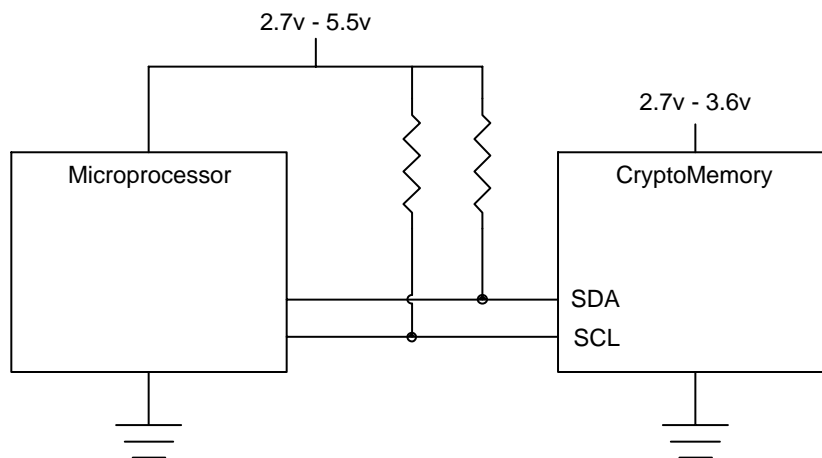 2.7v - 5.5v
2.7v - 3.6v
Microprocessor
CryptoMemory
SDA
SCL